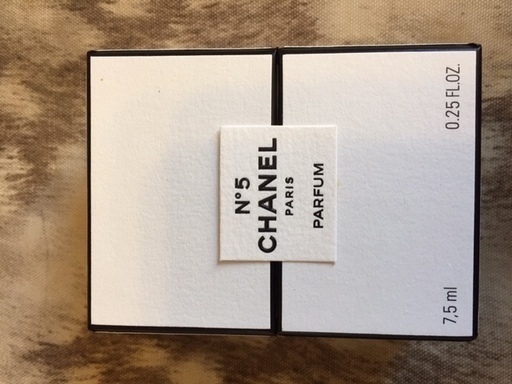 N°5
CHANEL
PARIS
PARFUM
7,5 ml 0.25 FL.OZ.